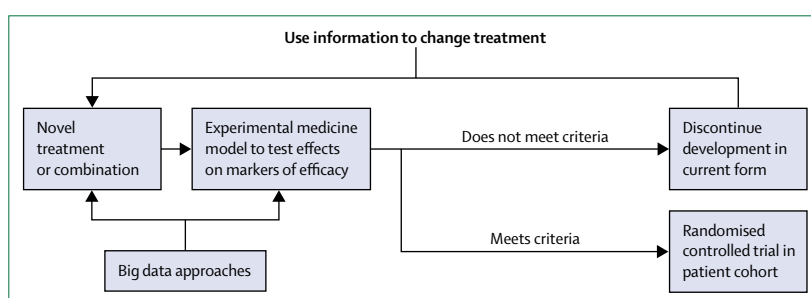 Use information to change treatment
Novel
treatment
or combination
Experimental medicine
model to test effects
on markers of efficacy
Does not meet criteria
Discontinue
development in
current form
Meets criteria
Randomised
controlled trial in
patient cohort
Big data approaches